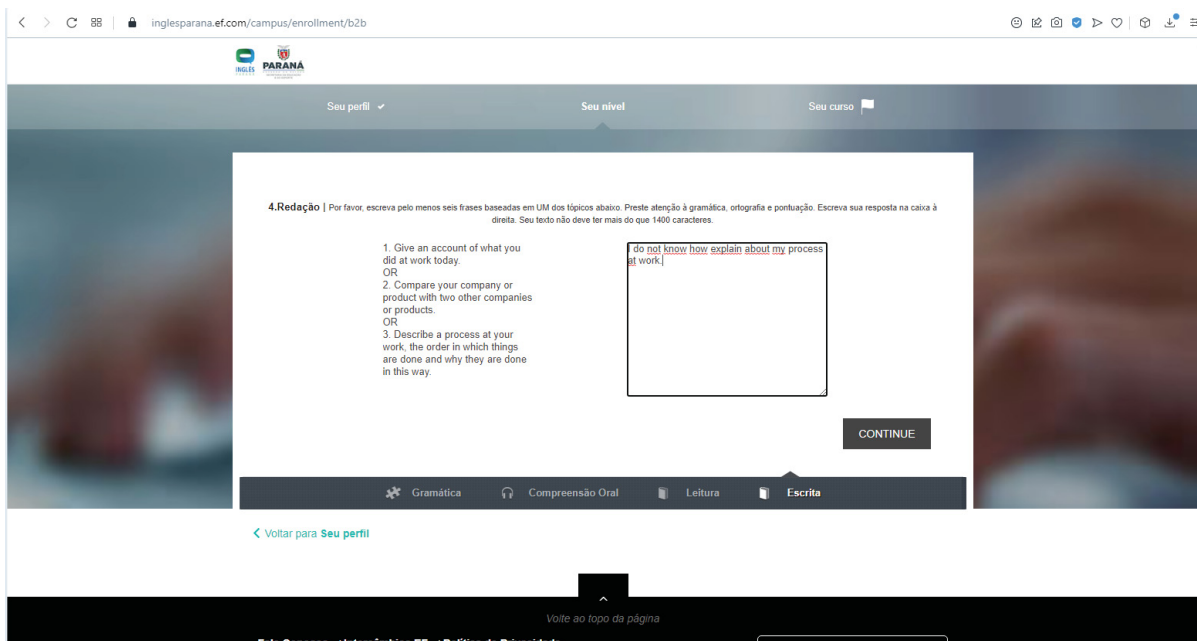 inglesparana.ef.com/campus/enrollment/b2b
INGLÊS
PARANÁ
Seu perfil
Seu nível
Seu curso
4.Redação | Por favor, escreva pelo menos seis frases baseadas em UM dos tópicos abaixo. Preste atenção à gramática, ortografia e pontuação. Escreva sua resposta na caixa à
direita. Seu texto não deve ter mais do que 1400 caracteres.
1. Give an account of what you
did at work today.
OR
2. Compare your company or
product with two other companies
or products.
OR
3. Describe a process at your
work, the order in which things
are done and why they are done
in this way.
I do not know how explain about my process
at work.
CONTINUE
Gramática
Compreensão Oral
Leitura
Escrita
Voltar para Seu perfil
Volte ao topo da página